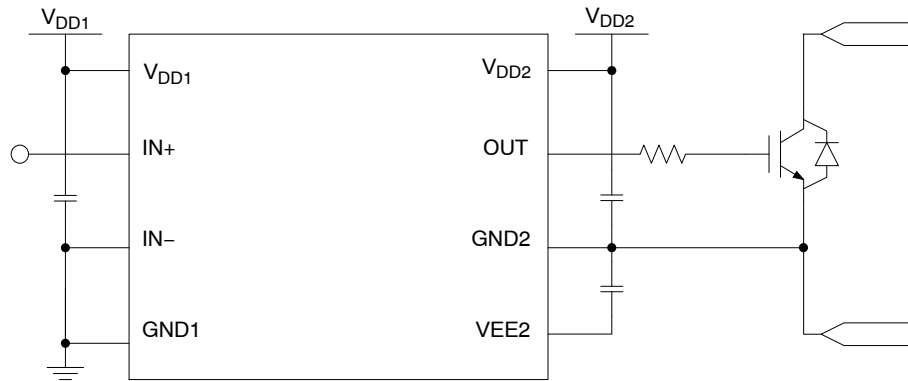 VDD1
VDD2
VDD1
VDD2
IN+
OUT
IN−
GND2
GND1
VEE2